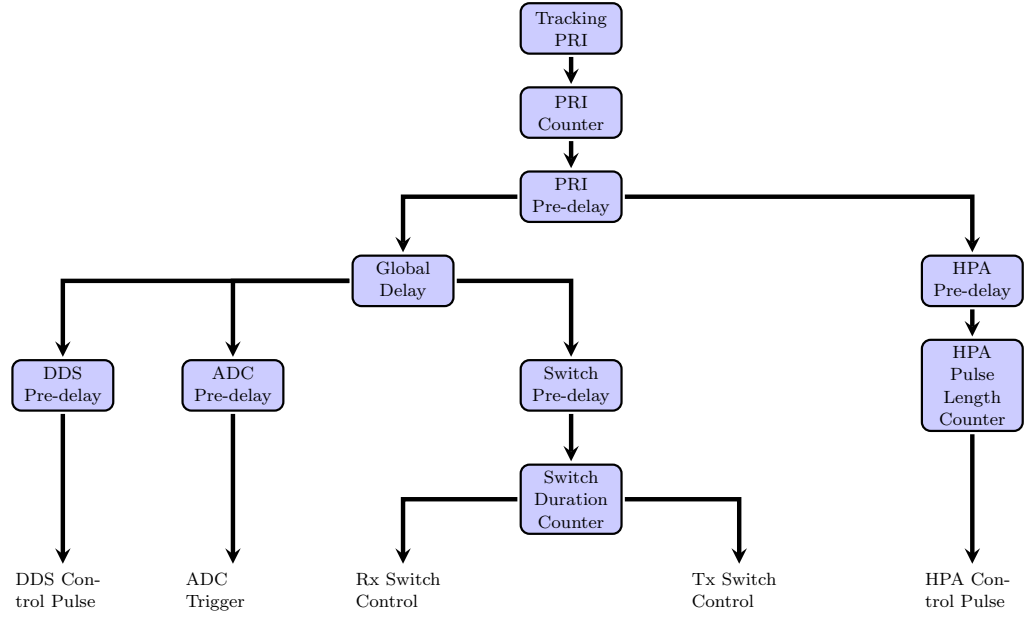 Tracking
PRI
PRI
Counter
PRI
Pre-delay
Global
Delay
HPA
Pre-delay
DDS
Pre-delay
ADC
Pre-delay
Switch
Pre-delay
HPA
Pulse
Length
Counter
Switch
Duration
Counter
DDS Con-
trol Pulse
ADC
Trigger
Rx Switch
Control
Tx Switch
Control
HPA Con-
trol Pulse